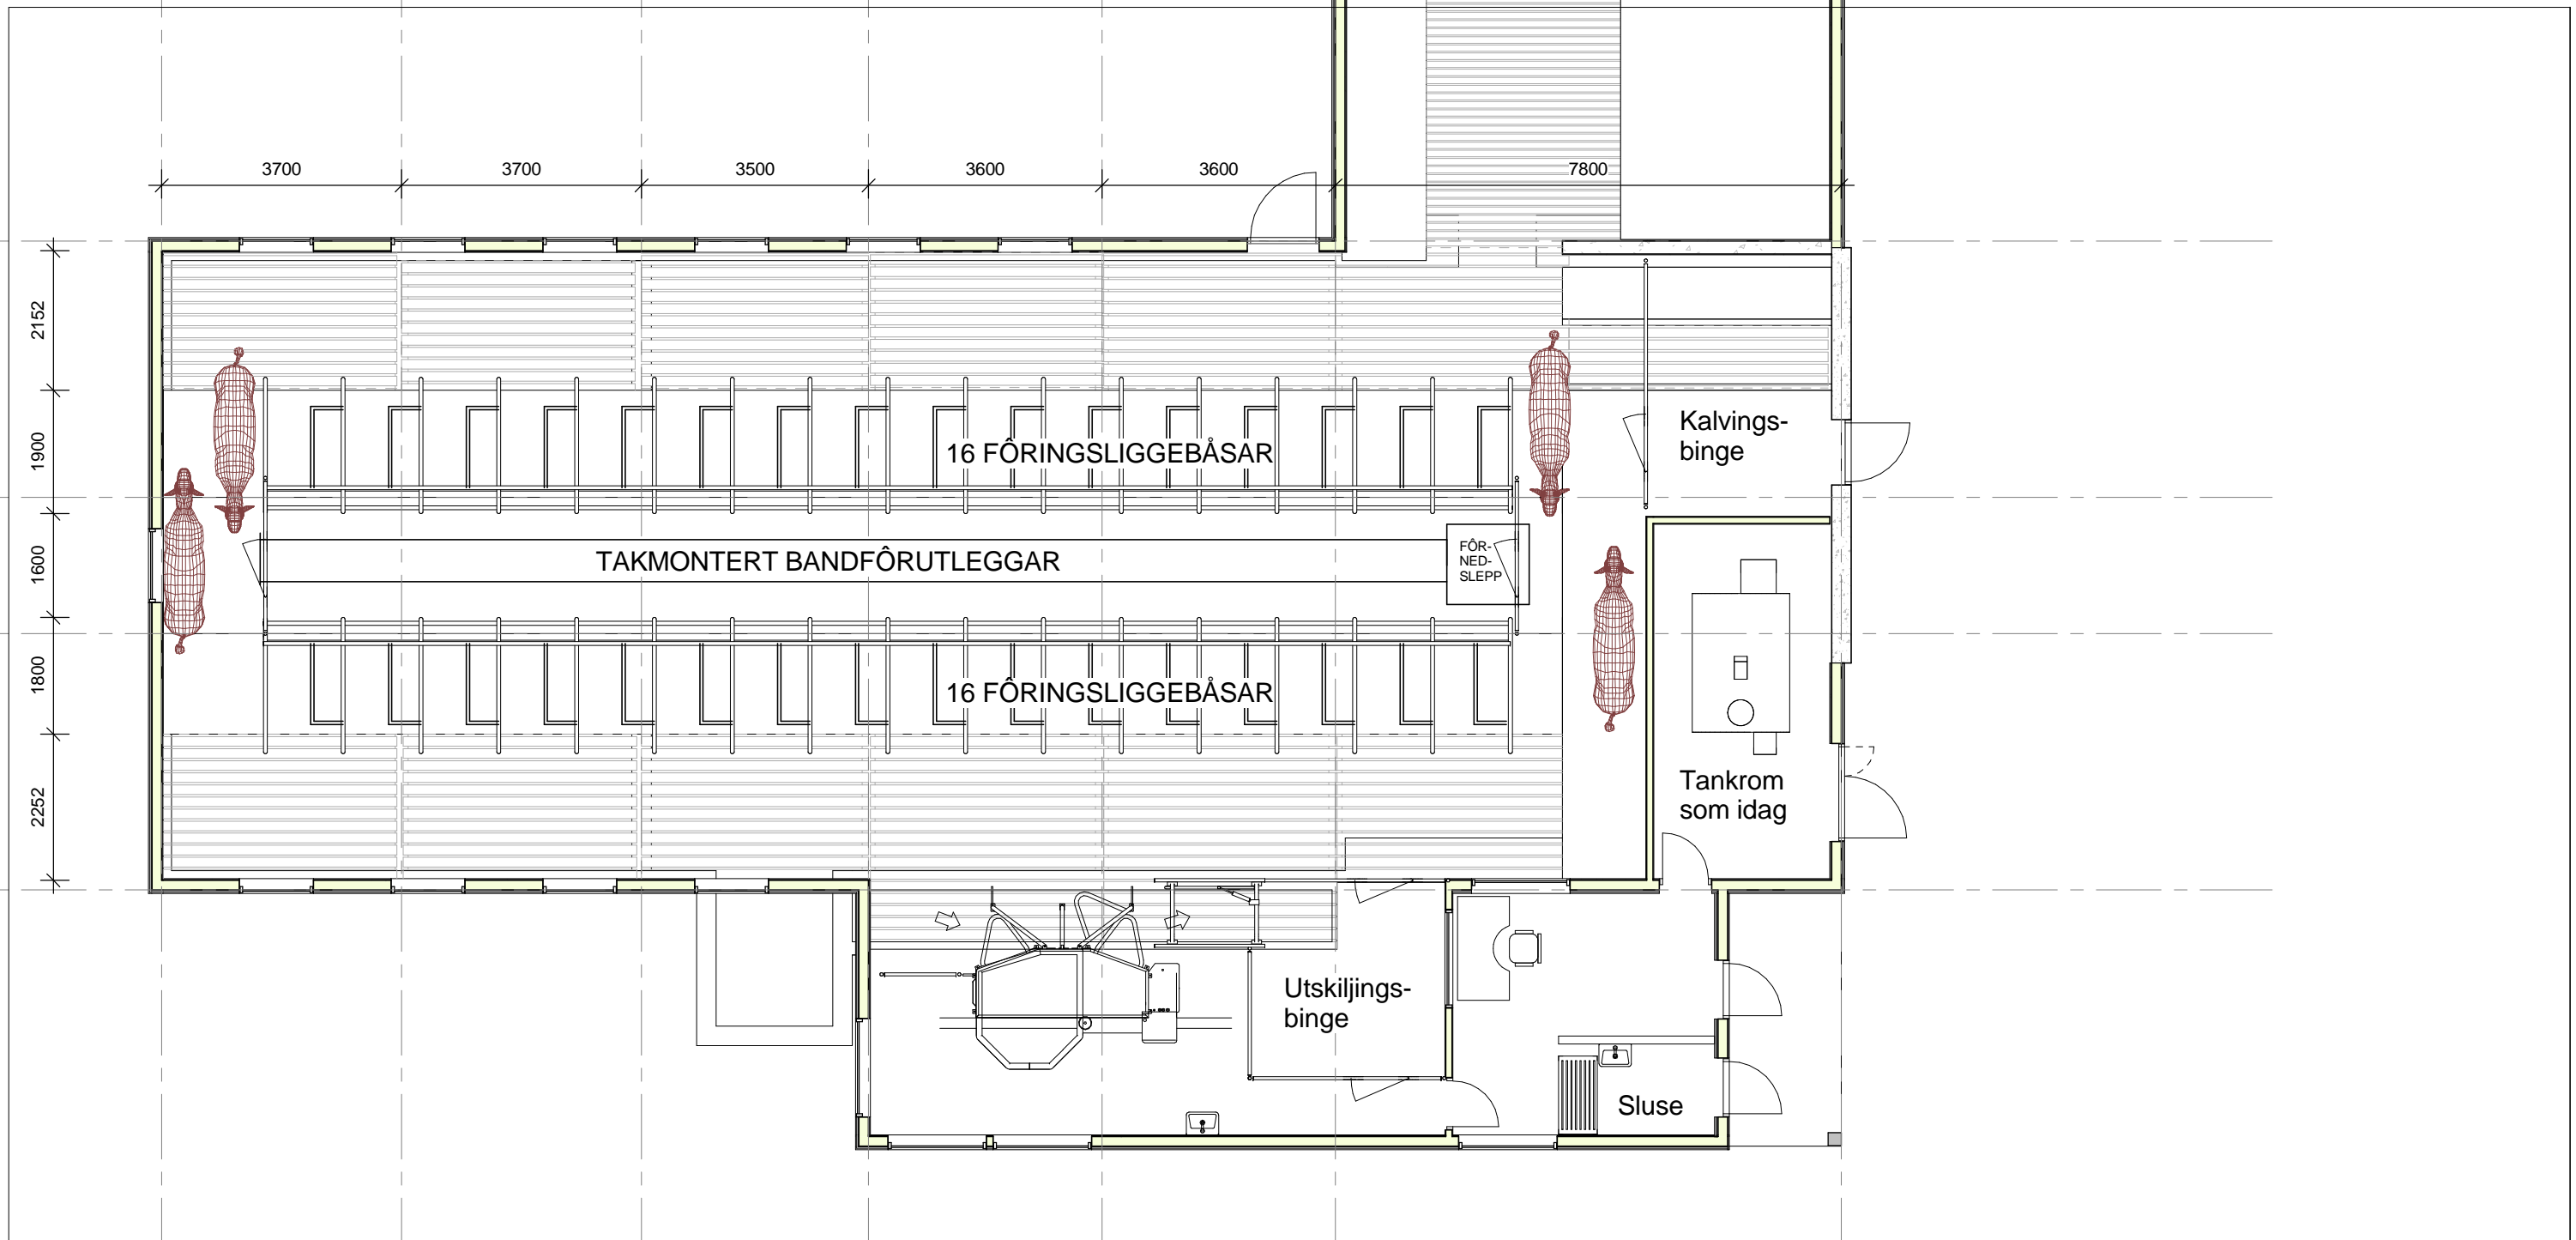 3700
3700
3500
3600
3600
7800
2152
1900
1600
1800
2252
16 FÔRINGSLIGGEBÅSAR
Kalvings-
binge
TAKMONTERT BANDFÔRUTLEGGAR
FÔR-
NED-
SLEPP
16 FÔRINGSLIGGEBÅSAR
Tankrom
som idag
Utskiljings-
binge
Sluse